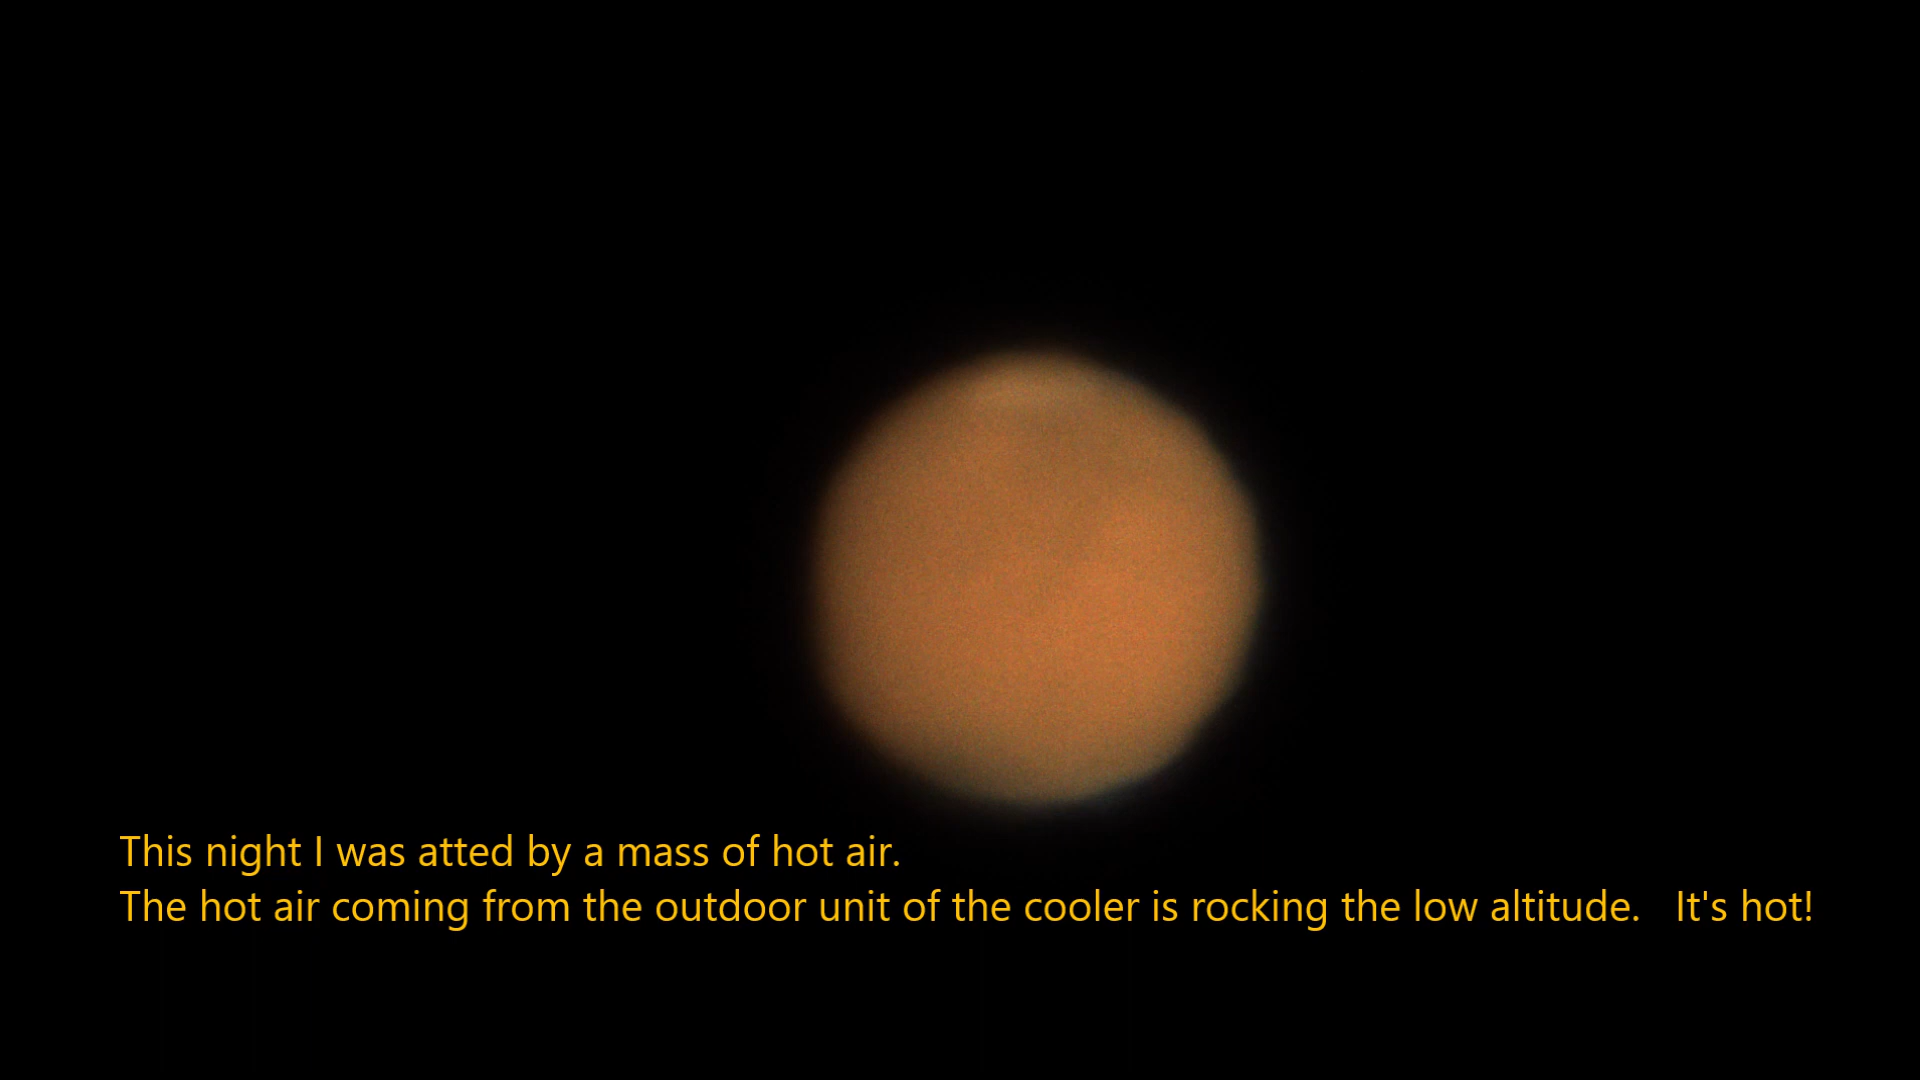 This night I was atted by a mass of hot air.
The hot air coming from the outdoor unit of the cooler is rocking the low altitude.   It's hot!